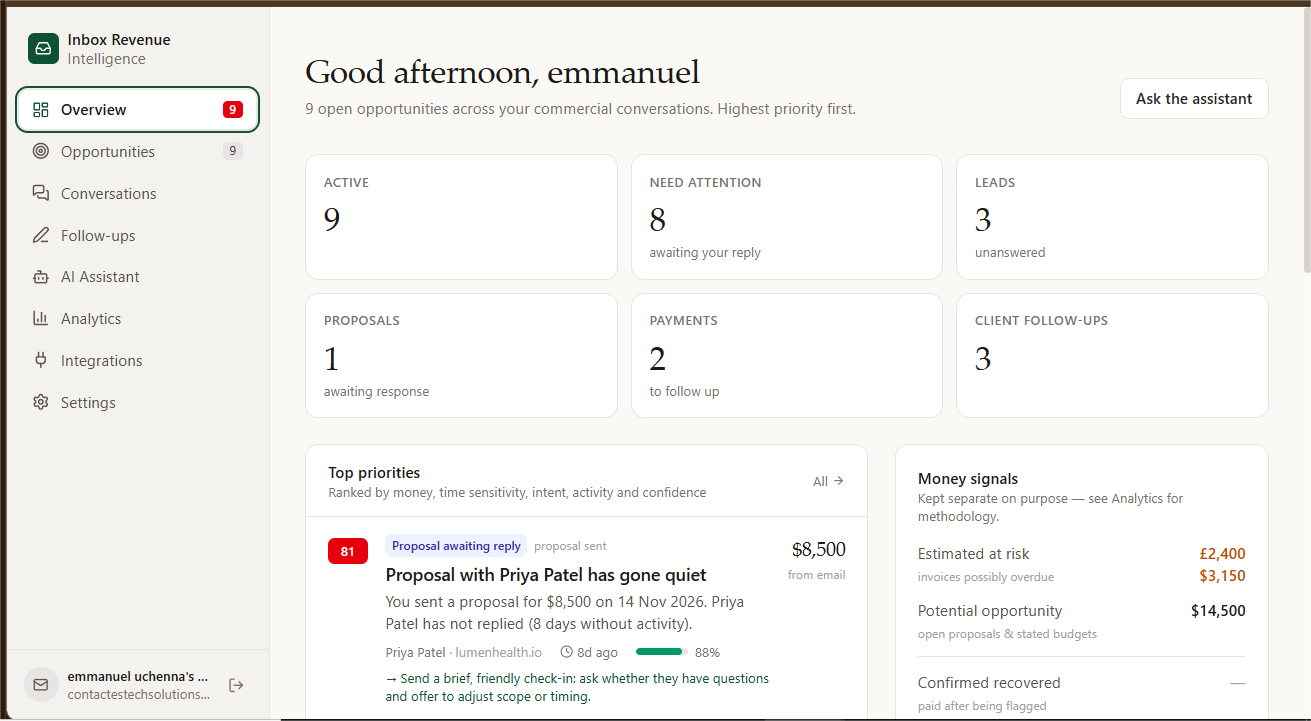 Inbox Revenue
Intelligence
Overview 9
Opportunities 9
Conversations
Follow-ups
AI Assistant
Analytics
Integrations
Settings
emmanuel uchenna's ...
contactestechsolutions...
Good afternoon, emmanuel
9 open opportunities across your commercial conversations. Highest priority first.
Ask the assistant
ACTIVE
9
NEED ATTENTION
8
awaiting your reply
LEADS
3
unanswered
PROPOSALS
1
awaiting response
PAYMENTS
2
to follow up
CLIENT FOLLOW-UPS
3
Top priorities
Ranked by money, time sensitivity, intent, activity and confidence
All →
81
Proposal awaiting reply proposal sent
$8,500
from email
Proposal with Priya Patel has gone quiet
You sent a proposal for $8,500 on 14 Nov 2026. Priya
Patel has not replied (8 days without activity).
Priya Patel · lumenhealth.io 8d ago 88%
→ Send a brief, friendly check-in: ask whether they have questions
and offer to adjust scope or timing.
Money signals
Kept separate on purpose — see Analytics for
methodology.
Estimated at risk £2,400
invoices possibly overdue $3,150
Potential opportunity $14,500
open proposals & stated budgets
Confirmed recovered —
paid after being flagged